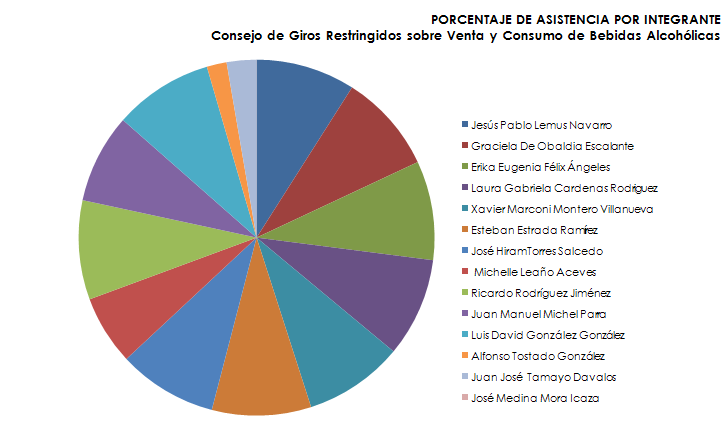 PORCENTAJE DE ASISTENCIA POR INTEGRANTE
Consejo de Giros Restringidos sobre Venta y Consumo de Bebidas Alcohólicas
Jesús Pablo Lemus Navarro
Graciela De Obaldía Escalante
Erika Eugenia Félix Ángeles
Laura Gabriela Cardenas Rodríguez
Xavier Marconi Montero Villanueva
Esteban Estrada Ramírez
José HiramTorres Salcedo
Michelle Leaño Aceves
Ricardo Rodríguez Jiménez
Juan Manuel Michel Parra
Luis David González González
Alfonso Tostado González
Juan José Tamayo Davalos
José Medina Mora Icaza